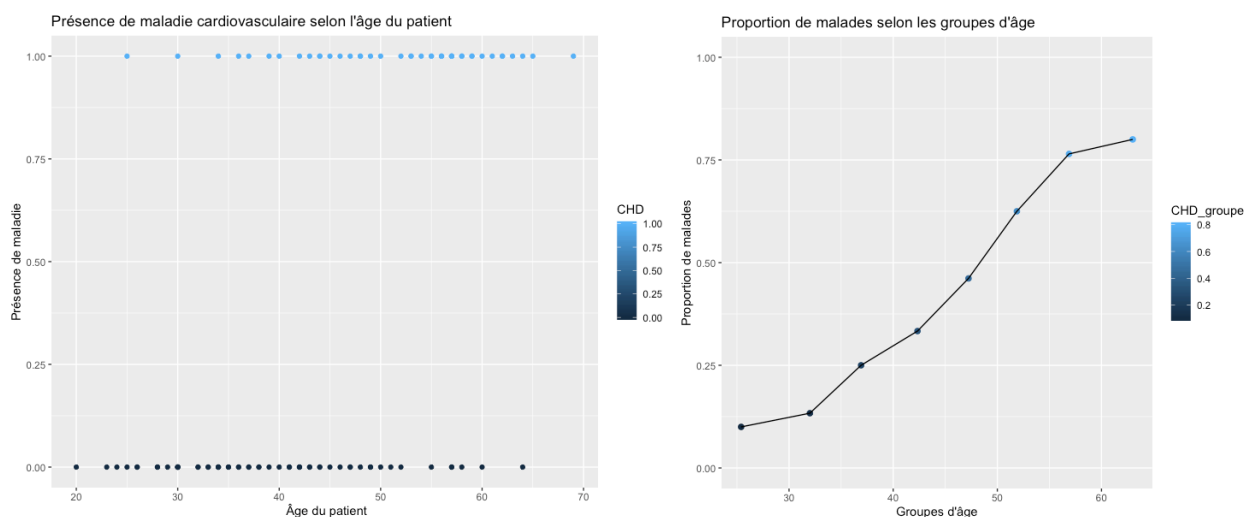 Présence de maladie cardiovasculaire selon l'âge du patient
Présence de maladie
1.00
0.75
0.50
0.25
0.00
20 30 40 50 60 70
Âge du patient
CHD
1.00
0.75
0.50
0.25
0.00
Proportion de malades selon les groupes d'âge
Proportion de malades
1.00
0.75
0.50
0.25
0.00
30 40 50 60
Groupes d'âge
CHD_groupe
0.8
0.6
0.4
0.2